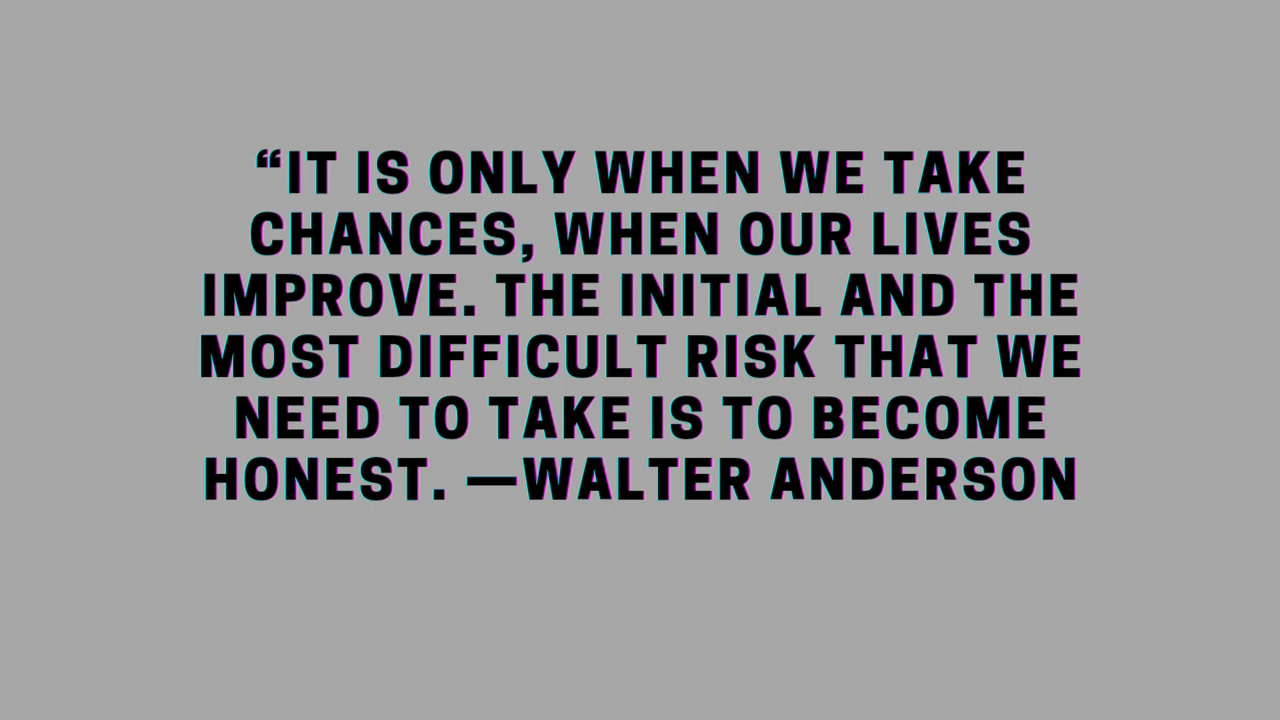 “IT IS ONLY WHEN WE TAKE
CHANCES, WHEN OUR LIVES
IMPROVE. THE INITIAL AND THE
MOST DIFFICULT RISK THAT WE
NEED TO TAKE IS TO BECOME
HONEST. —WALTER ANDERSON